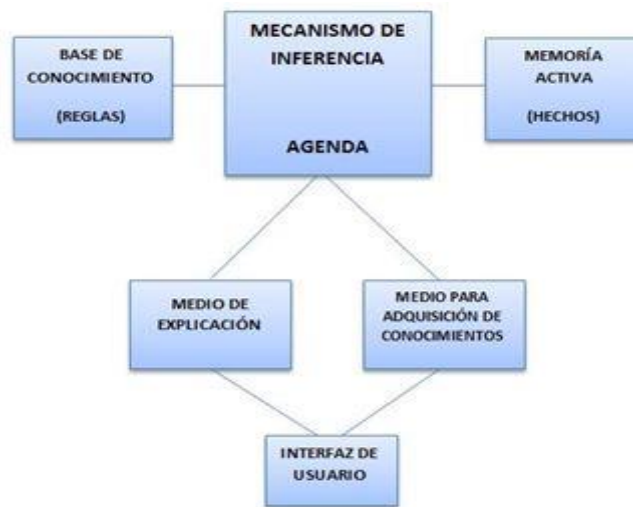 BASE DE
CONOCIMIENTO
(REGLAS)
MECANISMO DE
INFERENCIA
AGENDA
MEMORÍA
ACTIVA
(HECHOS)
MEDIO DE
EXPLICACIÓN
MEDIO PARA
ADQUISICIÓN DE
CONOCIMIENTOS
INTERFAZ DE
USUARIO